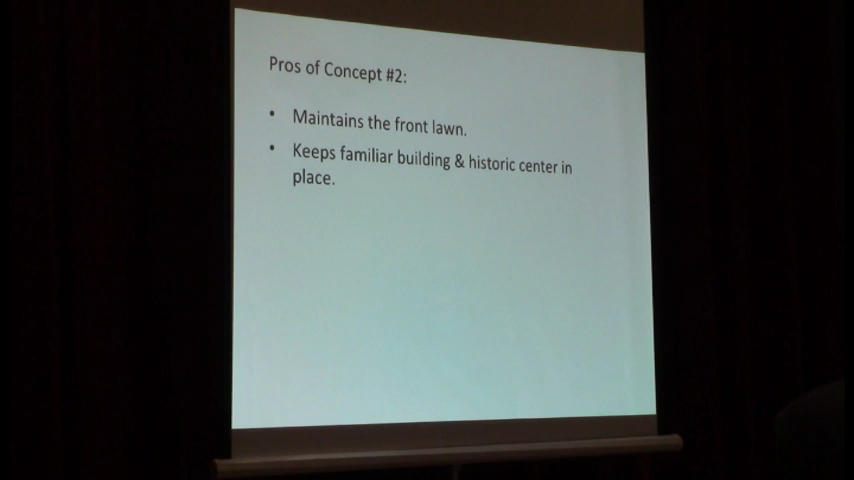 Pros of Concept #2:
• Maintains the front lawn.
• Keeps familiar building & historic center in
place.